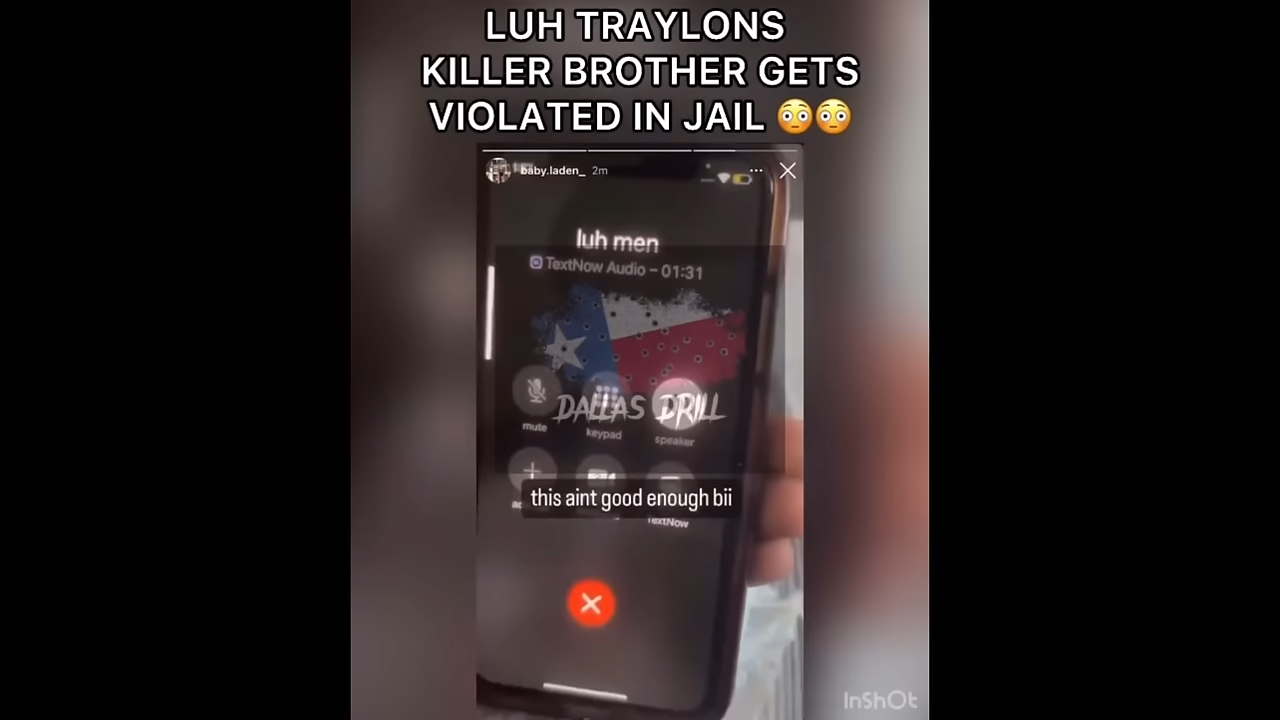 LUH TRAYLONS
KILLER BROTHER GETS
VIOLATED IN JAIL 😳😳
baby.laden_ 2m
luh men
TextNow Audio – 01:31
DALLAS DRILL
mute
keypad
speaker
this aint good enough bii
TextNow
InShOt